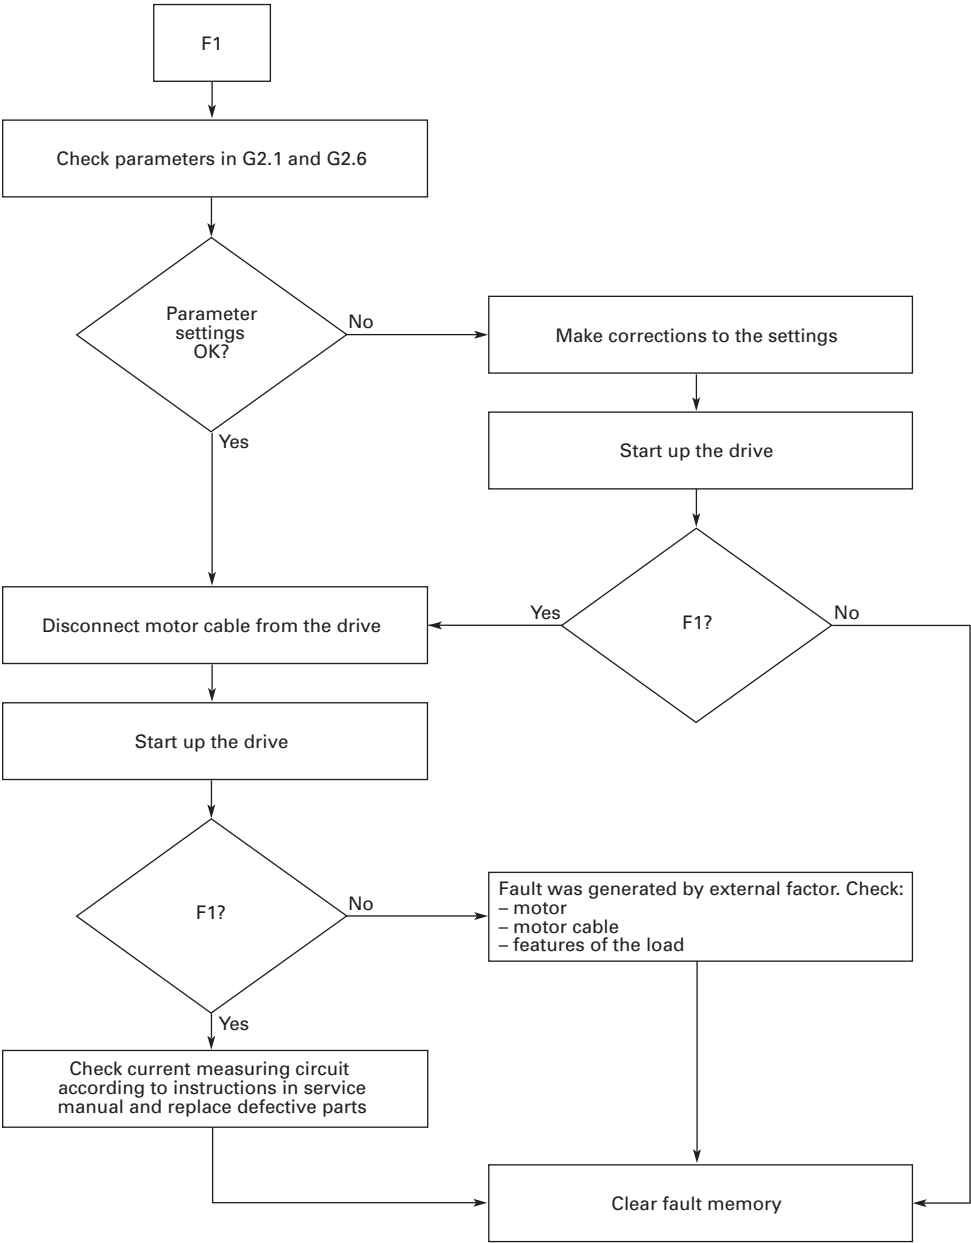 F1
Check parameters in G2.1 and G2.6
Parameter
settings
OK?
No
Make corrections to the settings
Yes
Start up the drive
Disconnect motor cable from the drive
Yes
F1?
No
Start up the drive
F1?
No
Fault was generated by external factor. Check:
– motor
– motor cable
– features of the load
Yes
Check current measuring circuit
according to instructions in service
manual and replace defective parts
Clear fault memory